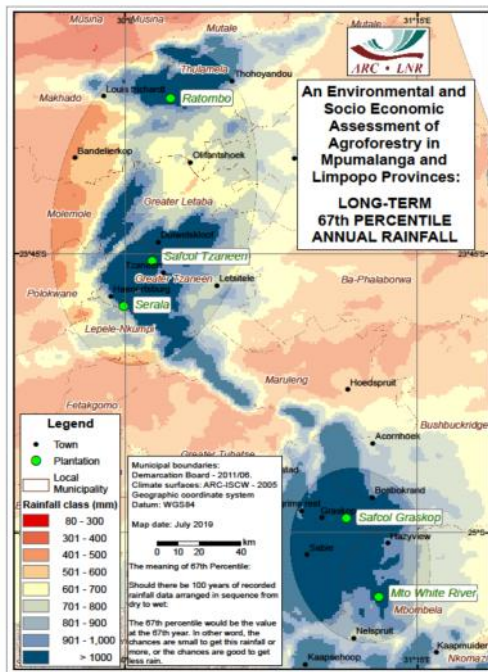 Musina
Musina
30°E
Mutale
31°15'E
Mutale
Thulamela
Thohoyandou
Louis Trichardt
Makhado
Ratombo
ARC • LNR
An Environmental and
Socio Economic
Assessment of
Agroforestry in
Mpumalanga and
Limpopo Provinces:
LONG-TERM
67th PERCENTILE
ANNUAL RAINFALL
Bandelierkop
Olifantshoek
Greater Letaba
Molemole
23°45'S
23°45'S
Safcol Tzaneen
Greater Tzaneen
Letsitele
Ba-Phalaborwa
Polokwane
Serala
Lepele-Nkumpi
Maruleng
Hoedspruit
Fetakgomo
Bushbuckridge
Acornhoek
Greater Tubatse
Legend
Town
Plantation
Local
Municipality
Rainfall class (mm)
80 - 300
301 - 400
401 - 500
501 - 600
601 - 700
701 - 800
801 - 900
901 - 1,000
> 1000
Municipal boundaries:
Demarcation Board - 2011/06.
Climate surfaces: ARC-ISCW - 2005
Geographic coordinate system
Datum: WGS84
Map date: July 2019
0 10 20 40
km
The meaning of 67th Percentile:
Should there be 100 years of recorded
rainfall data arranged in sequence from
dry to wet:
The 67th percentile would be the value
at the 67th year. In other word, the
chances are small to get this rainfall or
more, or the chances are good to get
less rain.
Graskop
Safcol Graskop
25°S
Hazyview
Sabie
Mto White River
Mbombela
Nelspruit
Kaapsehoop
Kaapmuiden
Nkomazi
31°15'E